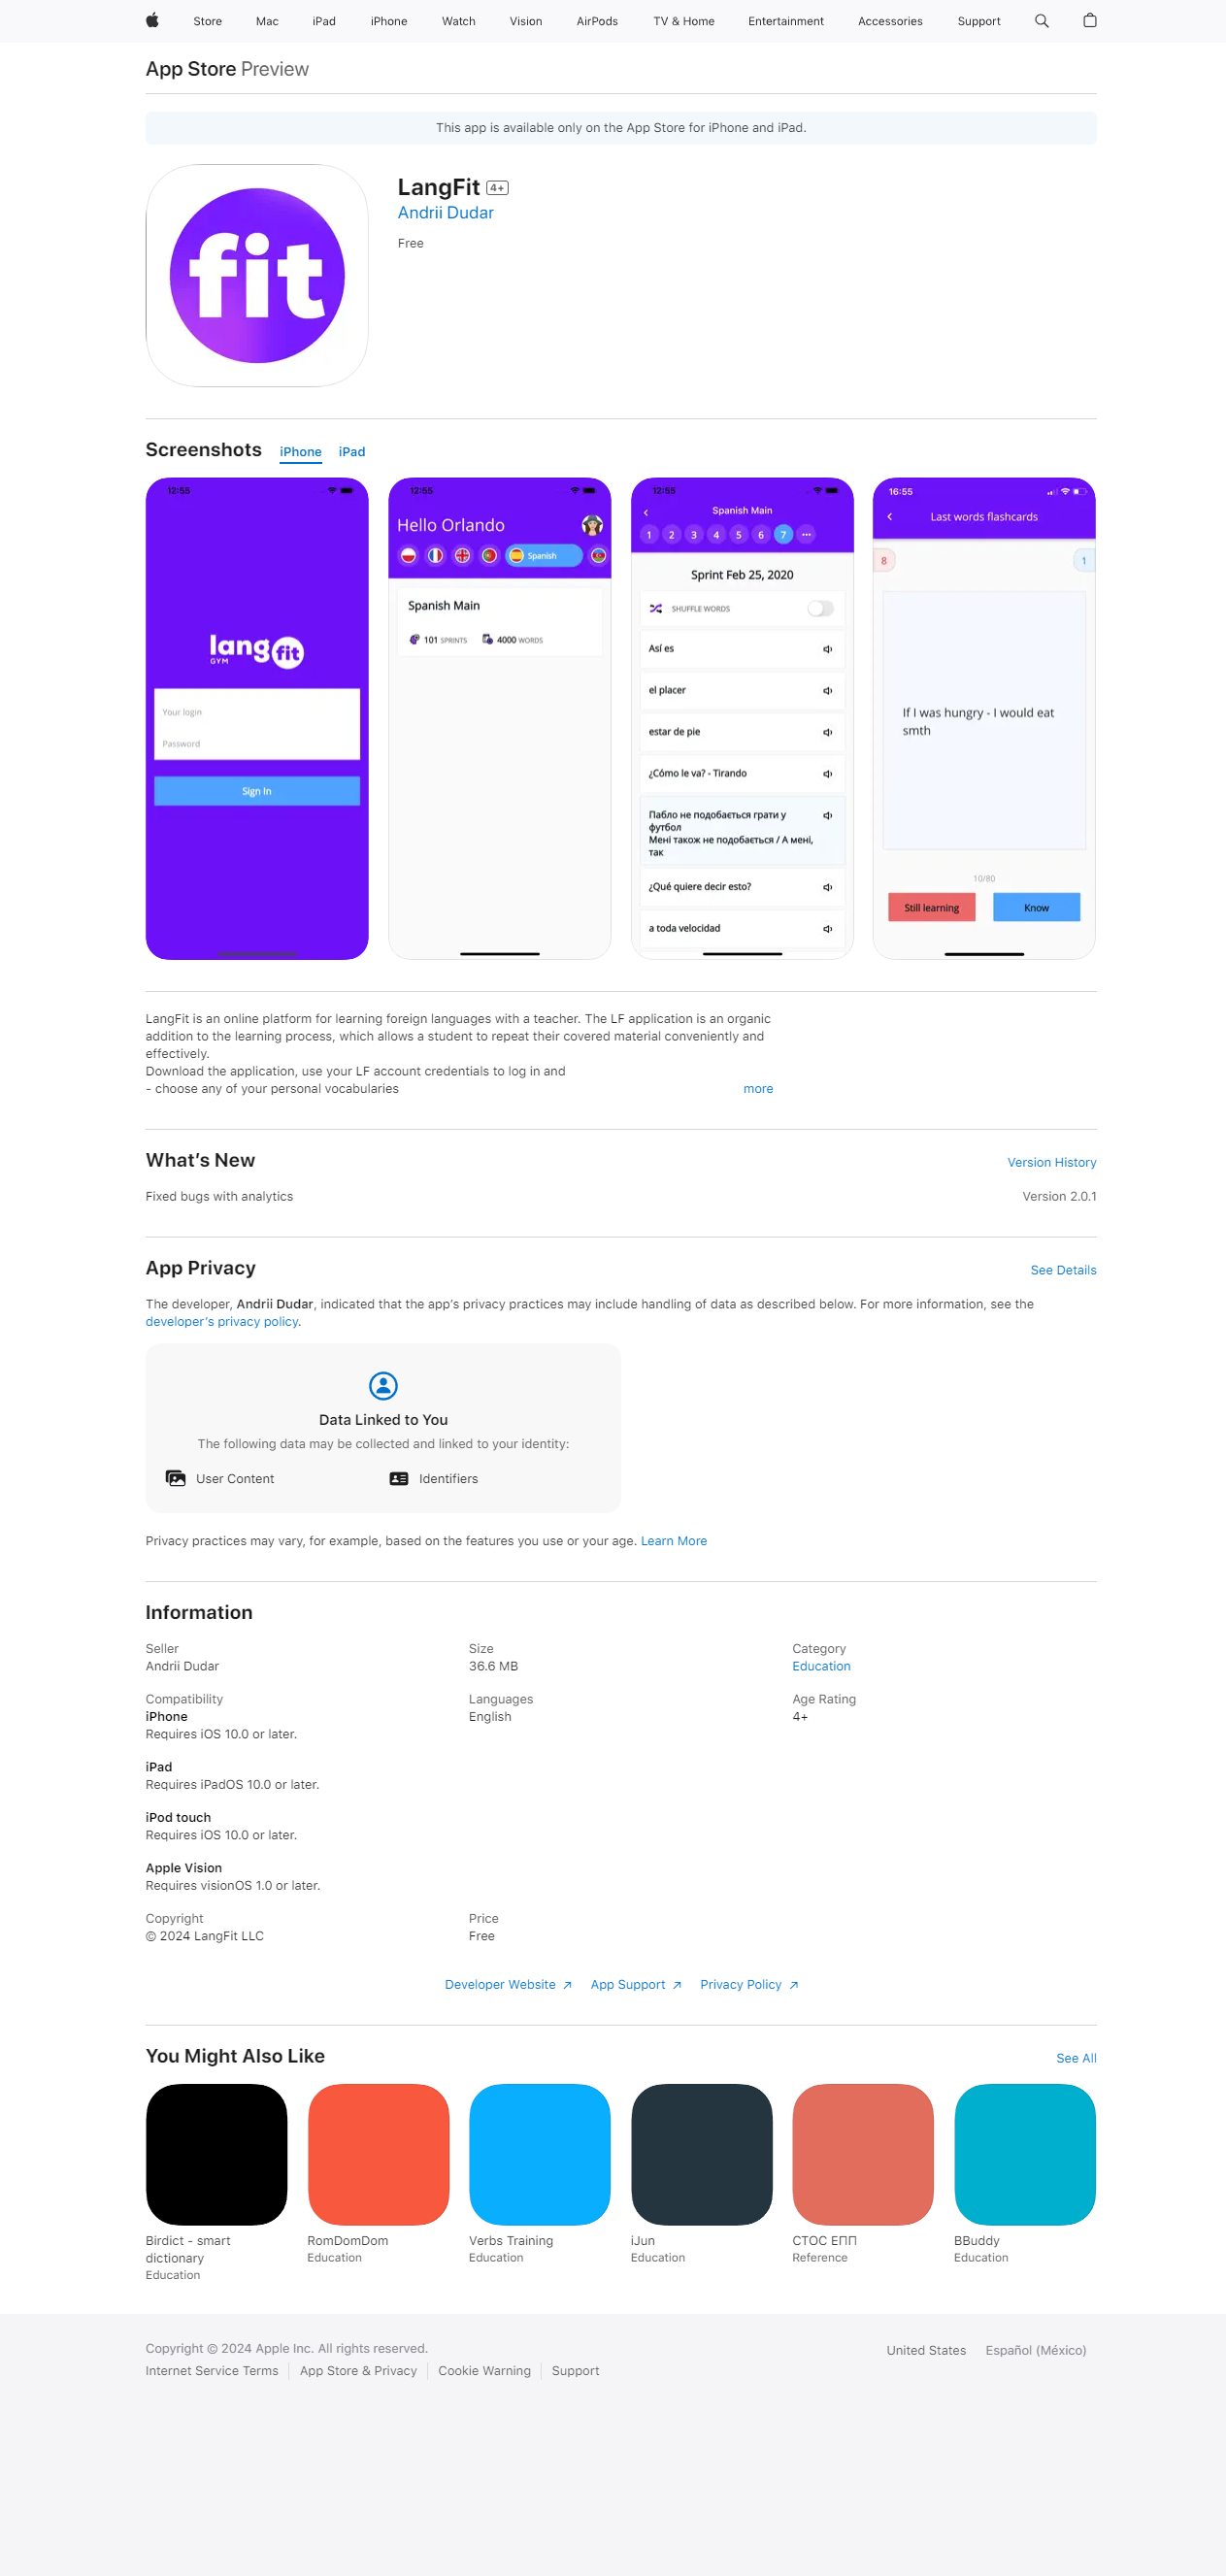 Store Mac iPad iPhone Watch Vision AirPods TV & Home Entertainment Accessories Support
App Store Preview
This app is available only on the App Store for iPhone and iPad.
fit
LangFit 4+
Andrii Dudar
Free
Screenshots iPhone iPad
12:55
lang fit
GYM
Your login
Password
Sign In
12:55
Hello Orlando
Spanish
Spanish Main
101 SPRINTS 4000 WORDS
12:55
Spanish Main
1 2 3 4 5 6 7 ...
Sprint Feb 25, 2020
SHUFFLE WORDS
Así es
el placer
estar de pie
¿Cómo le va? - Tirando
Пабло не подобається грати у
футбол
Мені також не подобається / А мені,
так
¿Qué quiere decir esto?
a toda velocidad
16:55
Last words flashcards
8 1
If I was hungry - I would eat
smth
10/80
Still learning Know
LangFit is an online platform for learning foreign languages with a teacher. The LF application is an organic
addition to the learning process, which allows a student to repeat their covered material conveniently and
effectively.
Download the application, use your LF account credentials to log in and
- choose any of your personal vocabularies more
What's New Version History
Fixed bugs with analytics Version 2.0.1
App Privacy See Details
The developer, Andrii Dudar, indicated that the app's privacy practices may include handling of data as described below. For more information, see the
developer's privacy policy.
Data Linked to You
The following data may be collected and linked to your identity:
User Content Identifiers
Privacy practices may vary, for example, based on the features you use or your age. Learn More
Information
Seller
Andrii Dudar
Size
36.6 MB
Category
Education
Compatibility
iPhone
Requires iOS 10.0 or later.
iPad
Requires iPadOS 10.0 or later.
iPod touch
Requires iOS 10.0 or later.
Apple Vision
Requires visionOS 1.0 or later.
Languages
English
Age Rating
4+
Copyright
© 2024 LangFit LLC
Price
Free
Developer Website App Support Privacy Policy
You Might Also Like See All
Birdict - smart
dictionary
Education
RomDomDom
Education
Verbs Training
Education
iJun
Education
СТОС ЕПП
Reference
BBuddy
Education
Copyright © 2024 Apple Inc. All rights reserved.
Internet Service Terms App Store & Privacy Cookie Warning Support
United States Español (México)